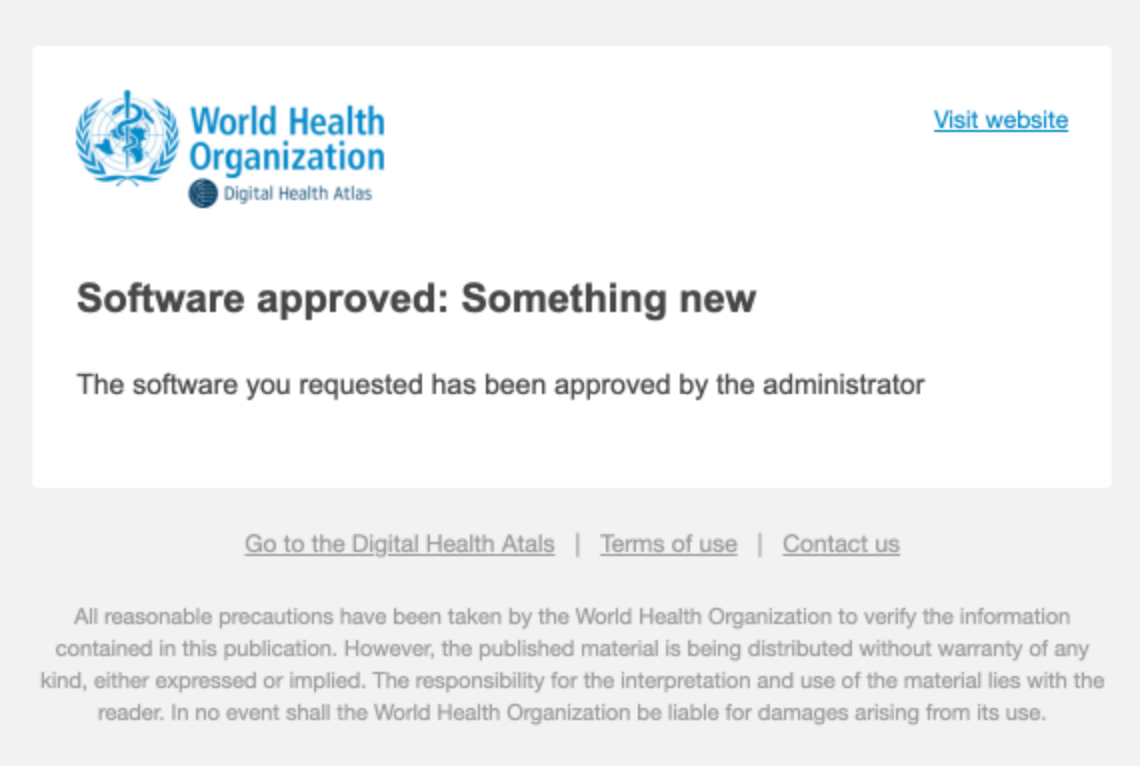 World Health
Organization
Digital Health Atlas
Visit website
Software approved: Something new
The software you requested has been approved by the administrator
Go to the Digital Health Atals | Terms of use | Contact us
All reasonable precautions have been taken by the World Health Organization to verify the information
contained in this publication. However, the published material is being distributed without warranty of any
kind, either expressed or implied. The responsibility for the interpretation and use of the material lies with the
reader. In no event shall the World Health Organization be liable for damages arising from its use.